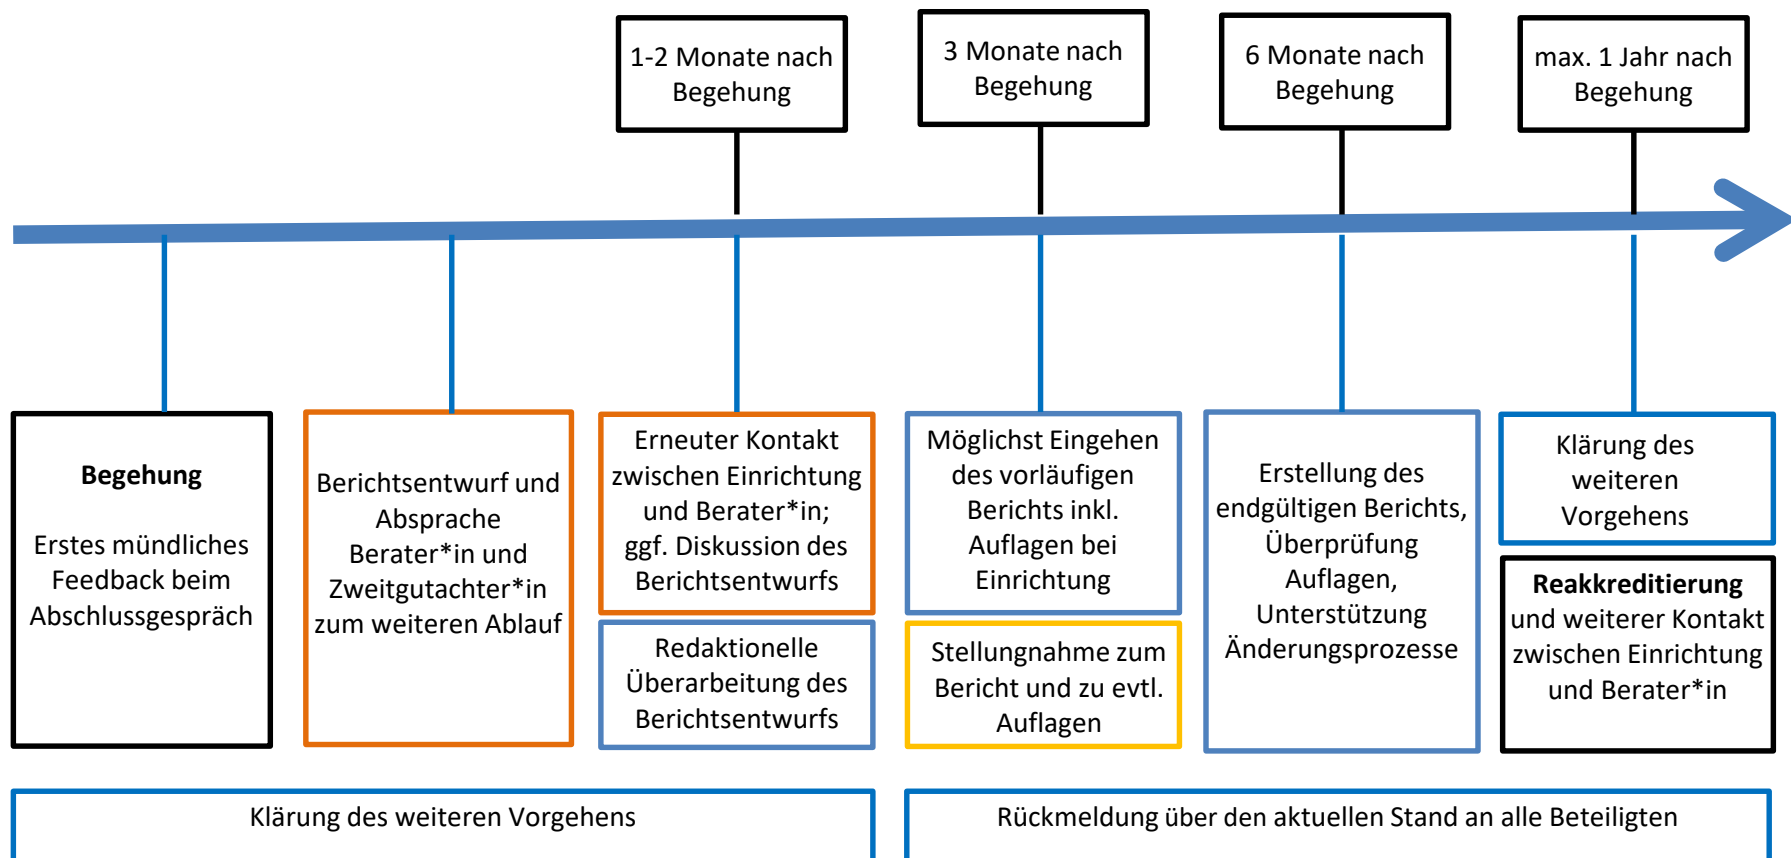 1-2 Monate nach
Begehung
3 Monate nach
Begehung
6 Monate nach
Begehung
max. 1 Jahr nach
Begehung
Begehung
Erstes mündliches
Feedback beim
Abschlussgespräch
Berichtsentwurf und
Absprache
Berater*in und
Zweitgutachter*in
zum weiteren Ablauf
Erneuter Kontakt
zwischen Einrichtung
und Berater*in;
ggf. Diskussion des
Berichtsentwurfs
Redaktionelle
Überarbeitung des
Berichtsentwurfs
Möglichst Eingehen
des vorläufigen
Berichts inkl.
Auflagen bei
Einrichtung
Stellungnahme zum
Bericht und zu evtl.
Auflagen
Erstellung des
endgültigen Berichts,
Überprüfung
Auflagen,
Unterstützung
Änderungsprozesse
Klärung des
weiteren
Vorgehens
Reakkreditierung
und weiterer Kontakt
zwischen Einrichtung
und Berater*in
Klärung des weiteren Vorgehens
Rückmeldung über den aktuellen Stand an alle Beteiligten